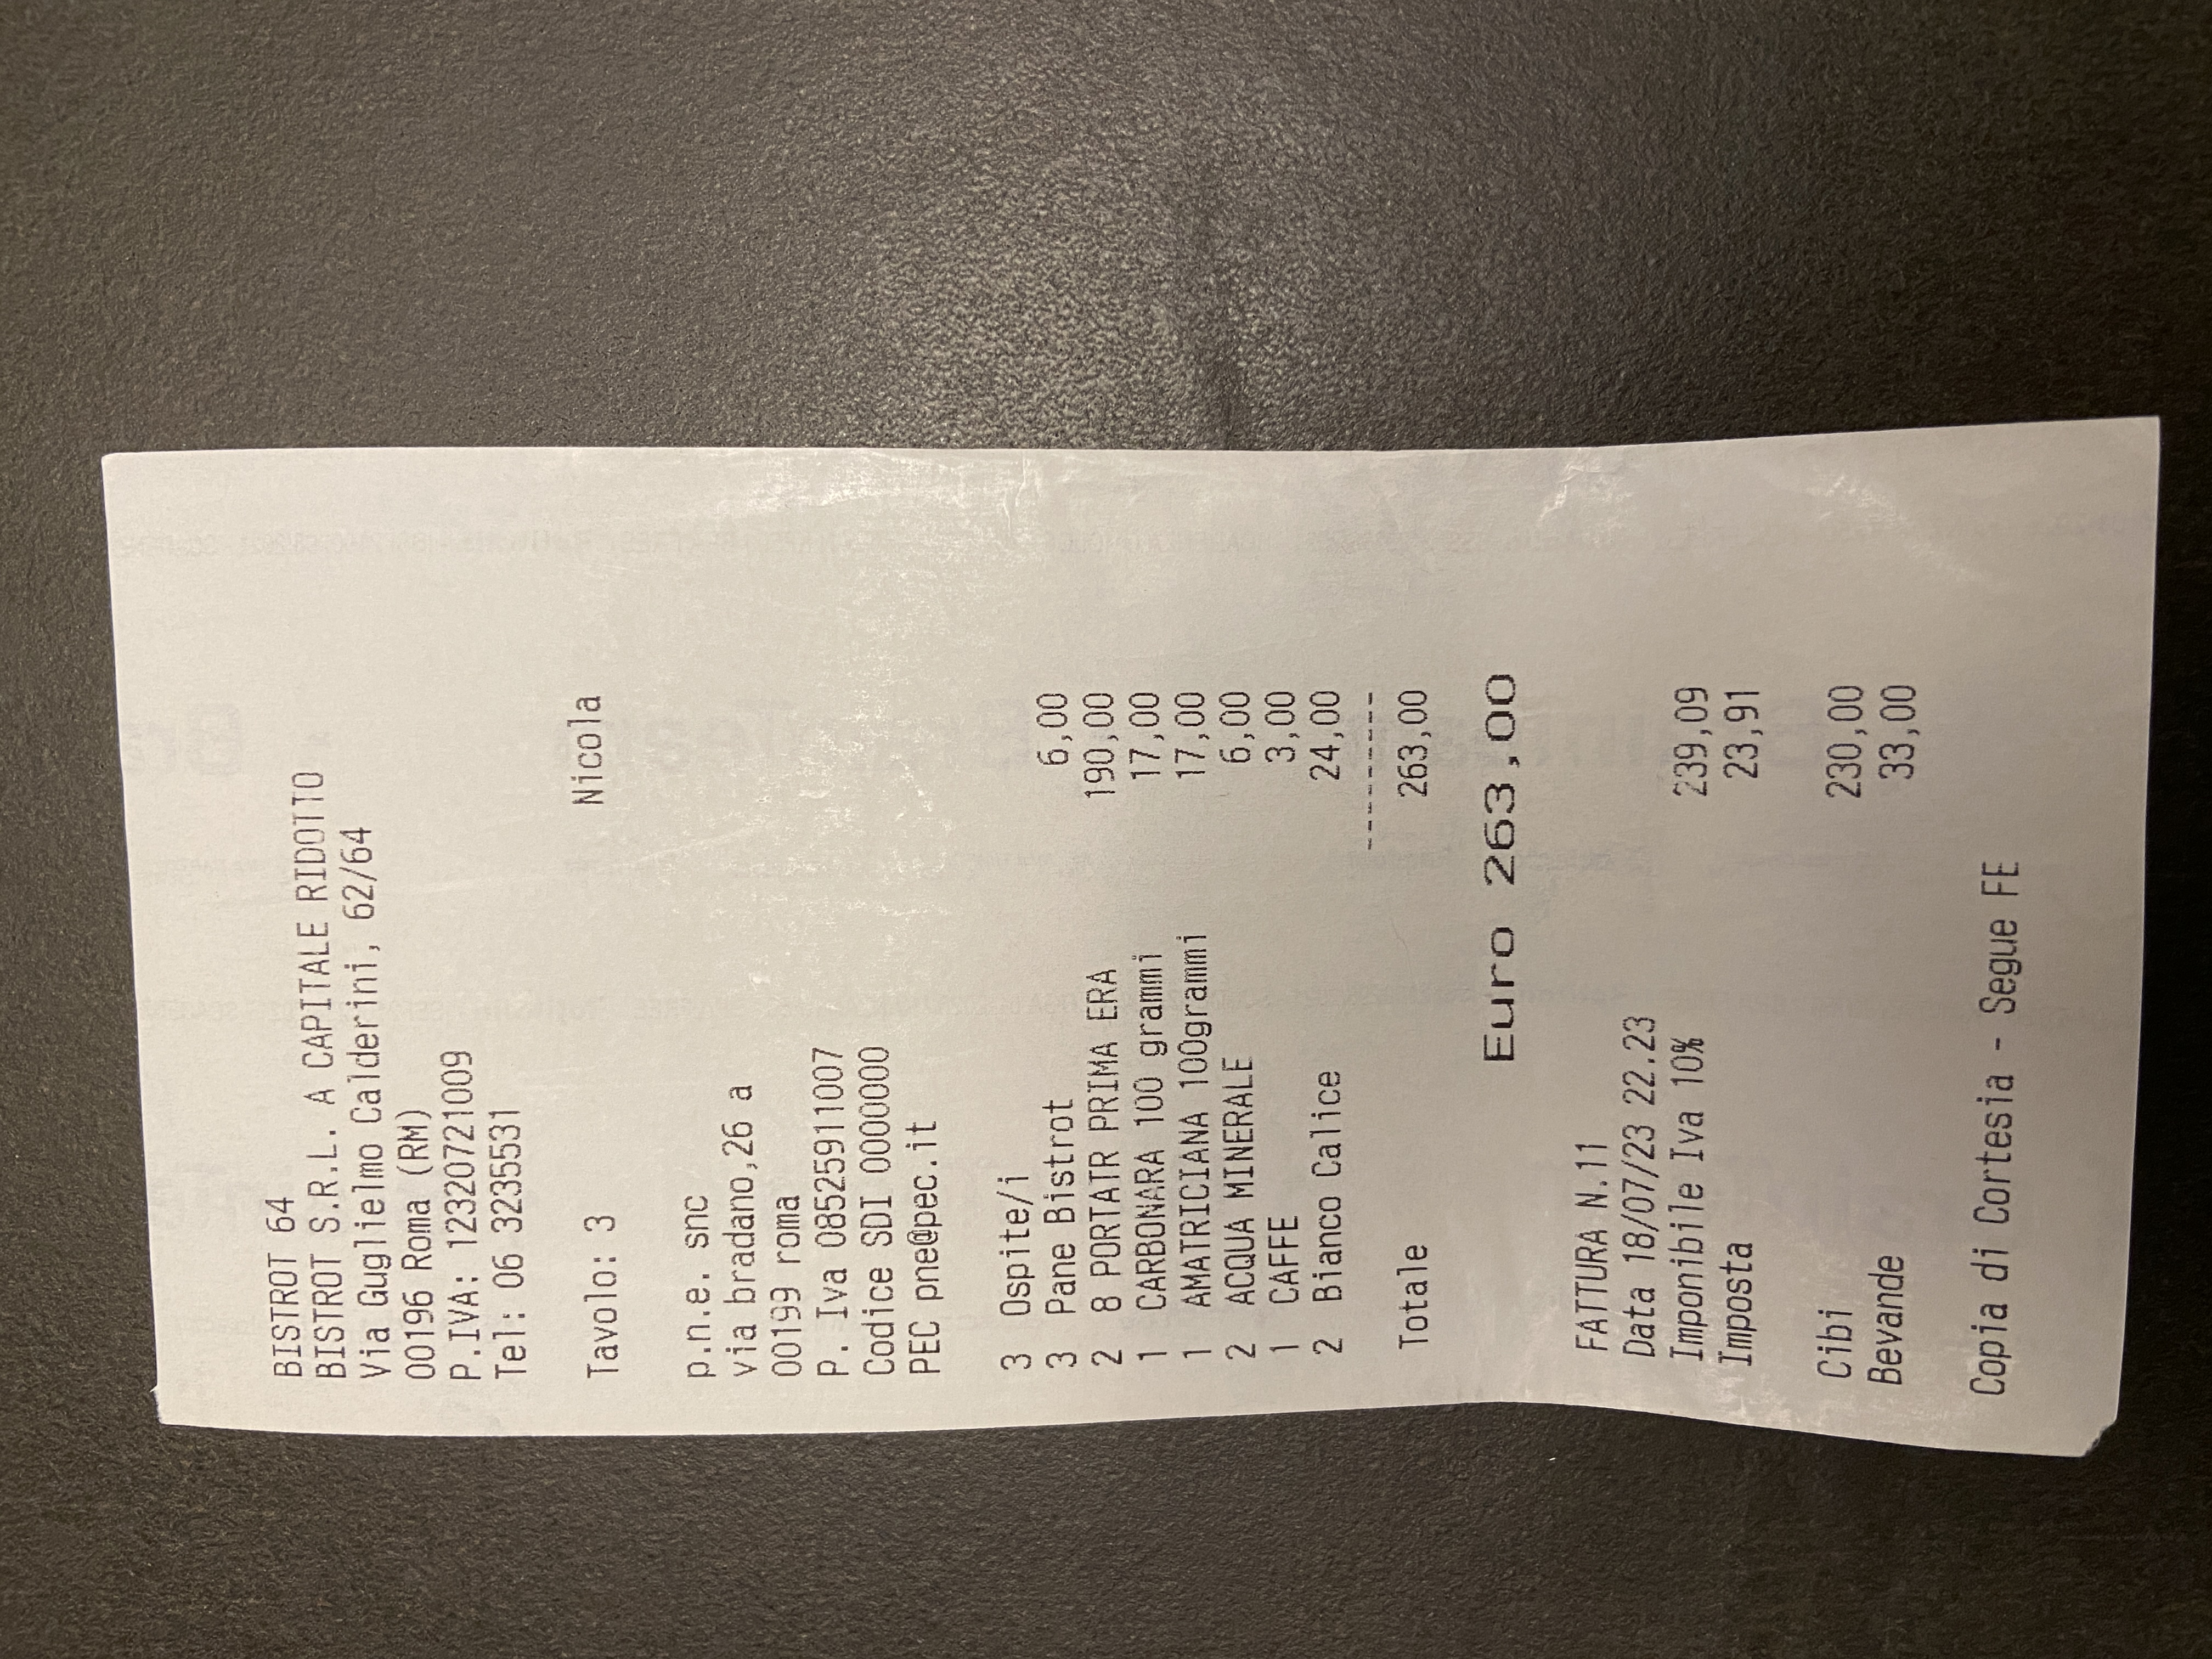 BISTROT 64
BISTROT S.R.L. A CAPITALE RIDOTTO
Via Guglielmo Calderini, 62/64
00196 Roma (RM)
P.IVA: 12320721009
Tel: 06 3235531
Tavolo: 3 Nicola
p.n.e. snc
via bradano,26 a
00199 roma
P. Iva 08525911007
Codice SDI 0000000
PEC pne@pec.it
3 Ospite/i
3 Pane Bistrot 6,00
2 8 PORTATR PRIMA ERA 190,00
1 CARBONARA 100 grammi 17,00
1 AMATRICIANA 100grammi 17,00
2 ACQUA MINERALE 6,00
1 CAFFE 3,00
2 Bianco Calice 24,00
----------
Totale 263,00
Euro 263,00
FATTURA N.11
Data 18/07/23 22.23
Imponibile Iva 10% 239,09
Imposta 23,91
Cibi 230,00
Bevande 33,00
Copia di Cortesia - Segue FE